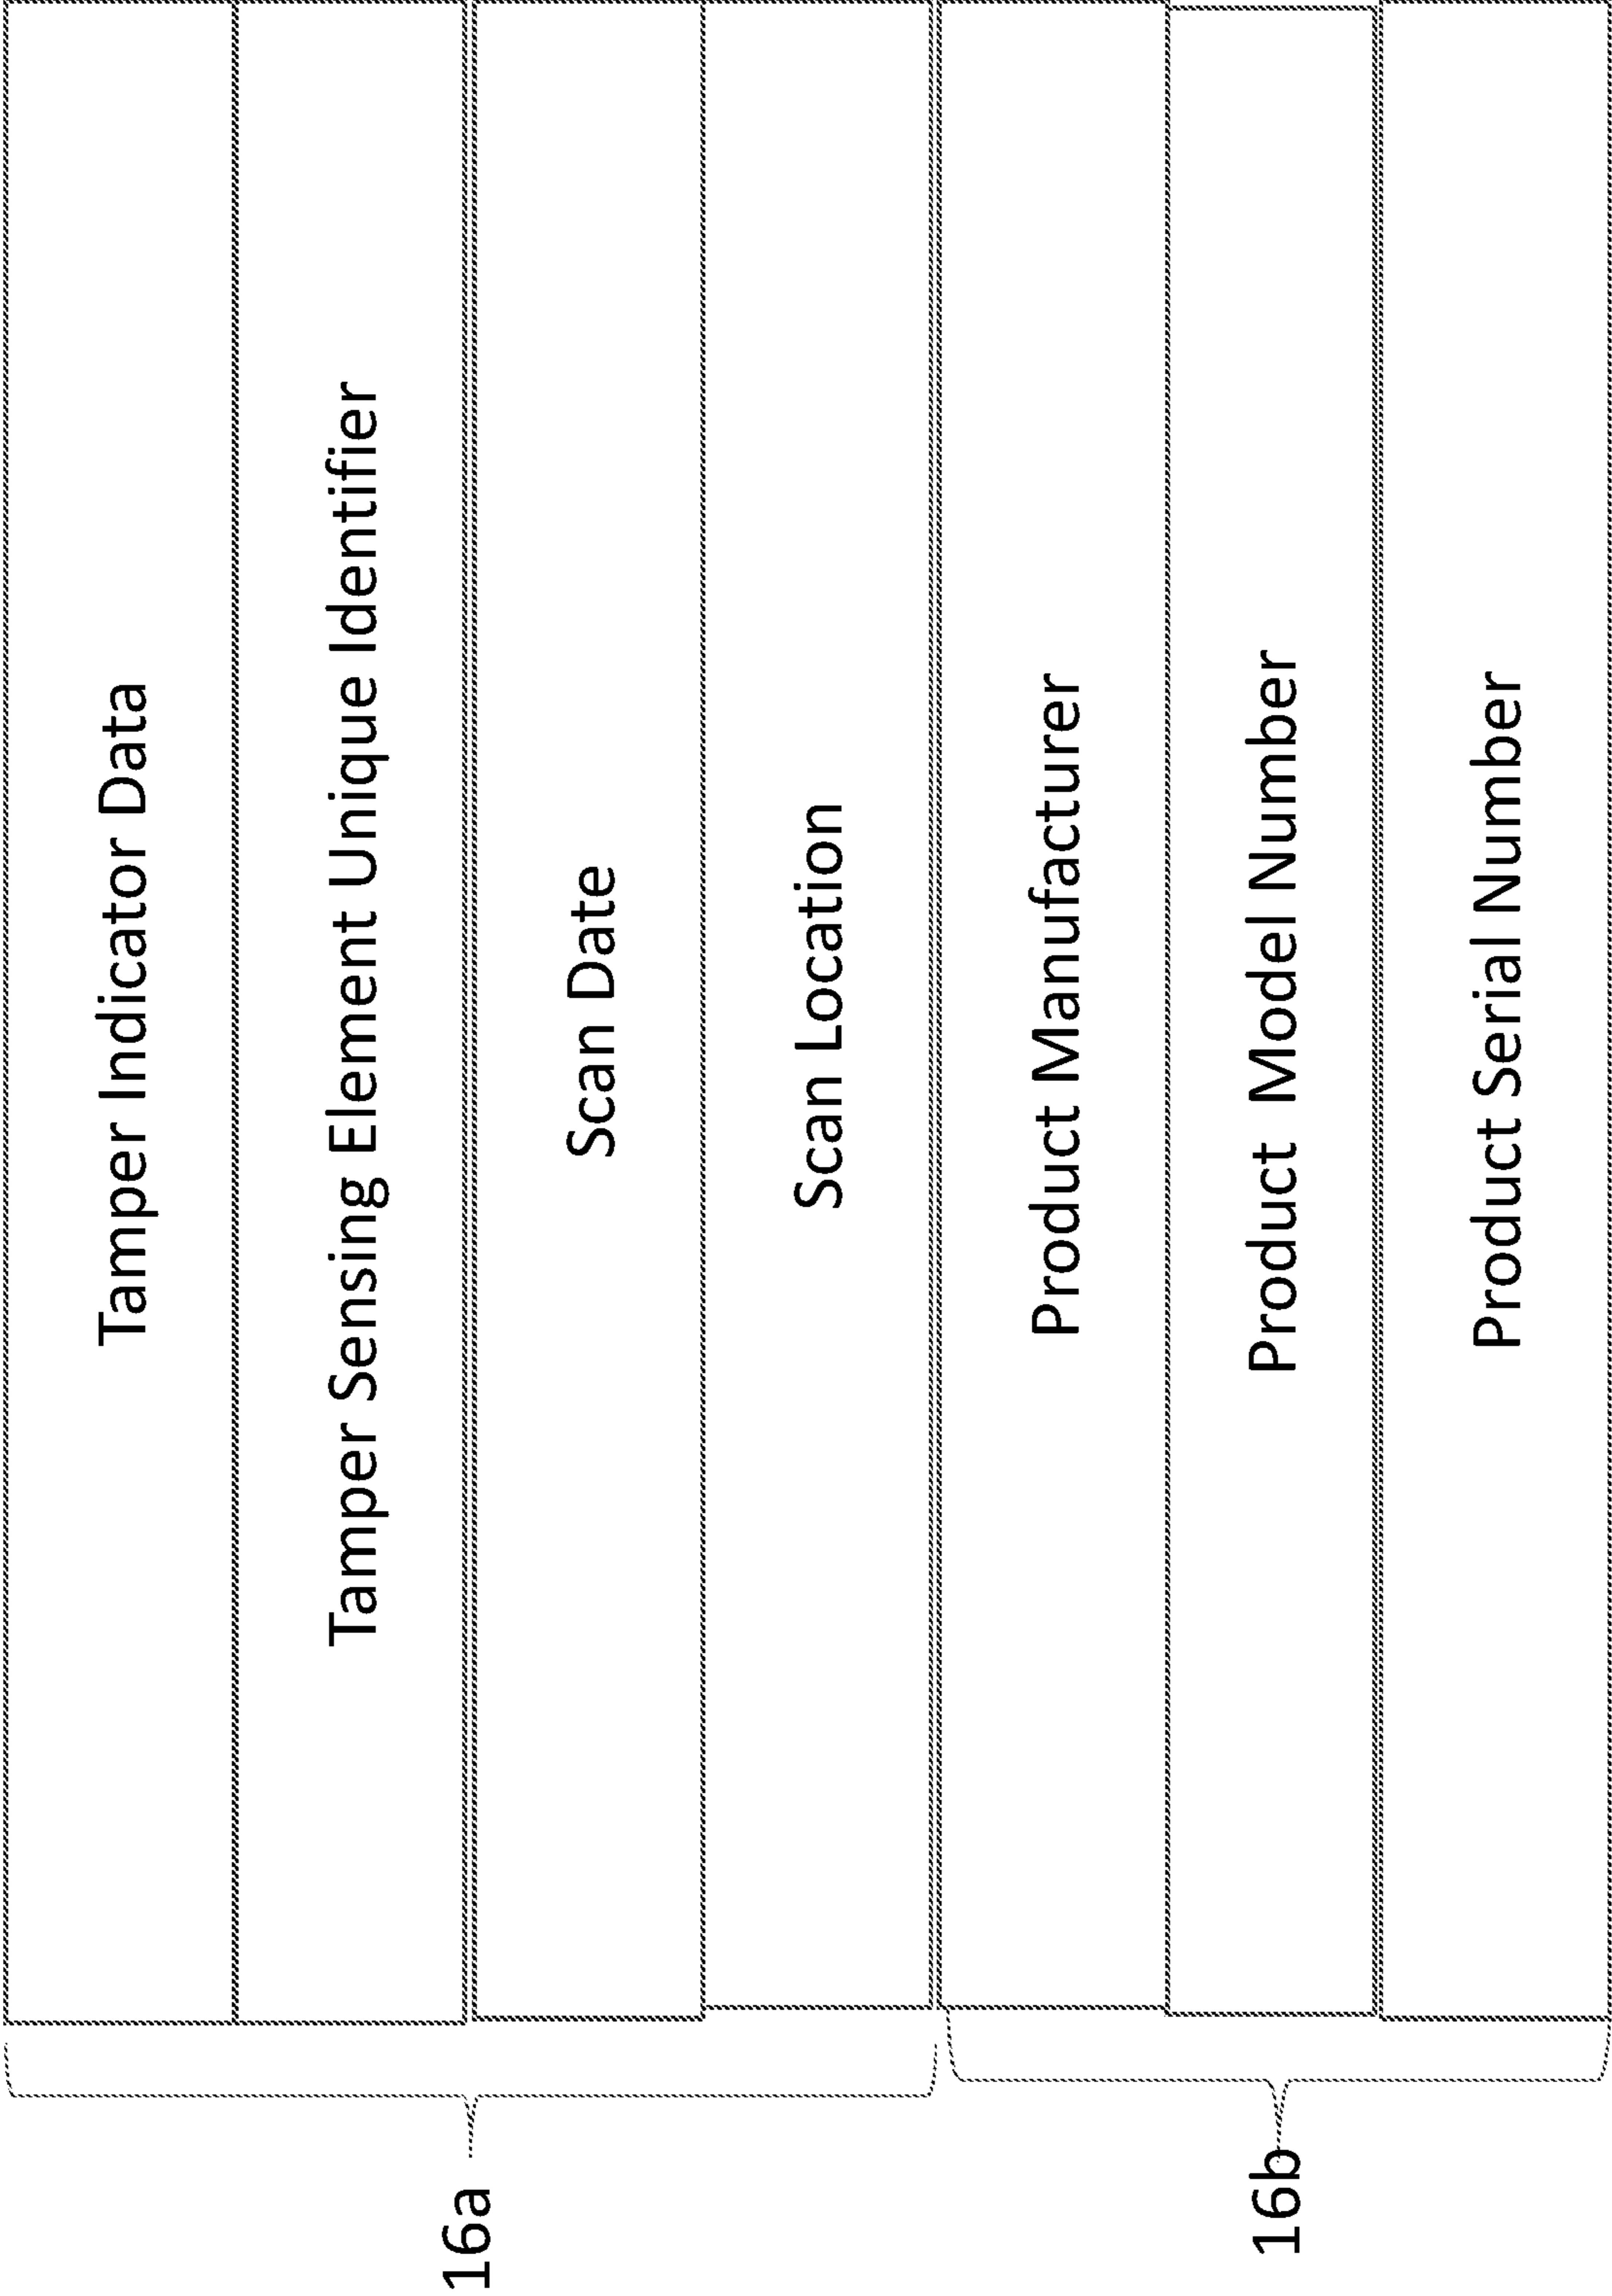 Tamper Indicator Data
Tamper Sensing Element Unique Identifier
Scan Date
Scan Location
Product Manufacturer
Product Model Number
Product Serial Number
16a
16b